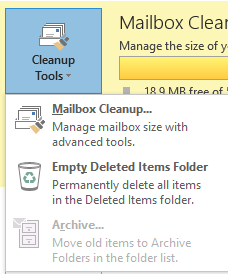 Mailbox Clean
Manage the size of
Cleanup
Tools
18.9 MB free of
Mailbox Cleanup...
Manage mailbox size with
advanced tools.
Empty Deleted Items Folder
Permanently delete all items
in the Deleted Items folder.
Archive...
Move old items to Archive
Folders in the folder list.